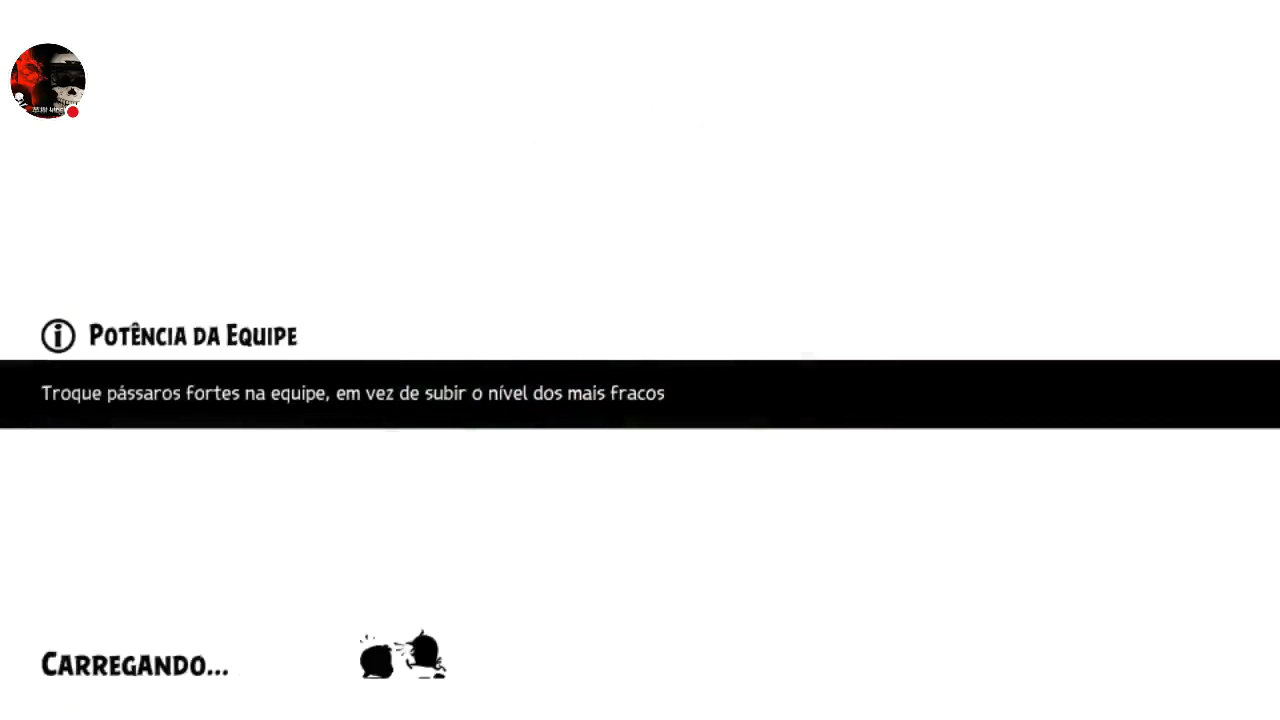 Potência da Equipe
Troque pássaros fortes na equipe, em vez de subir o nível dos mais fracos
Carregando...